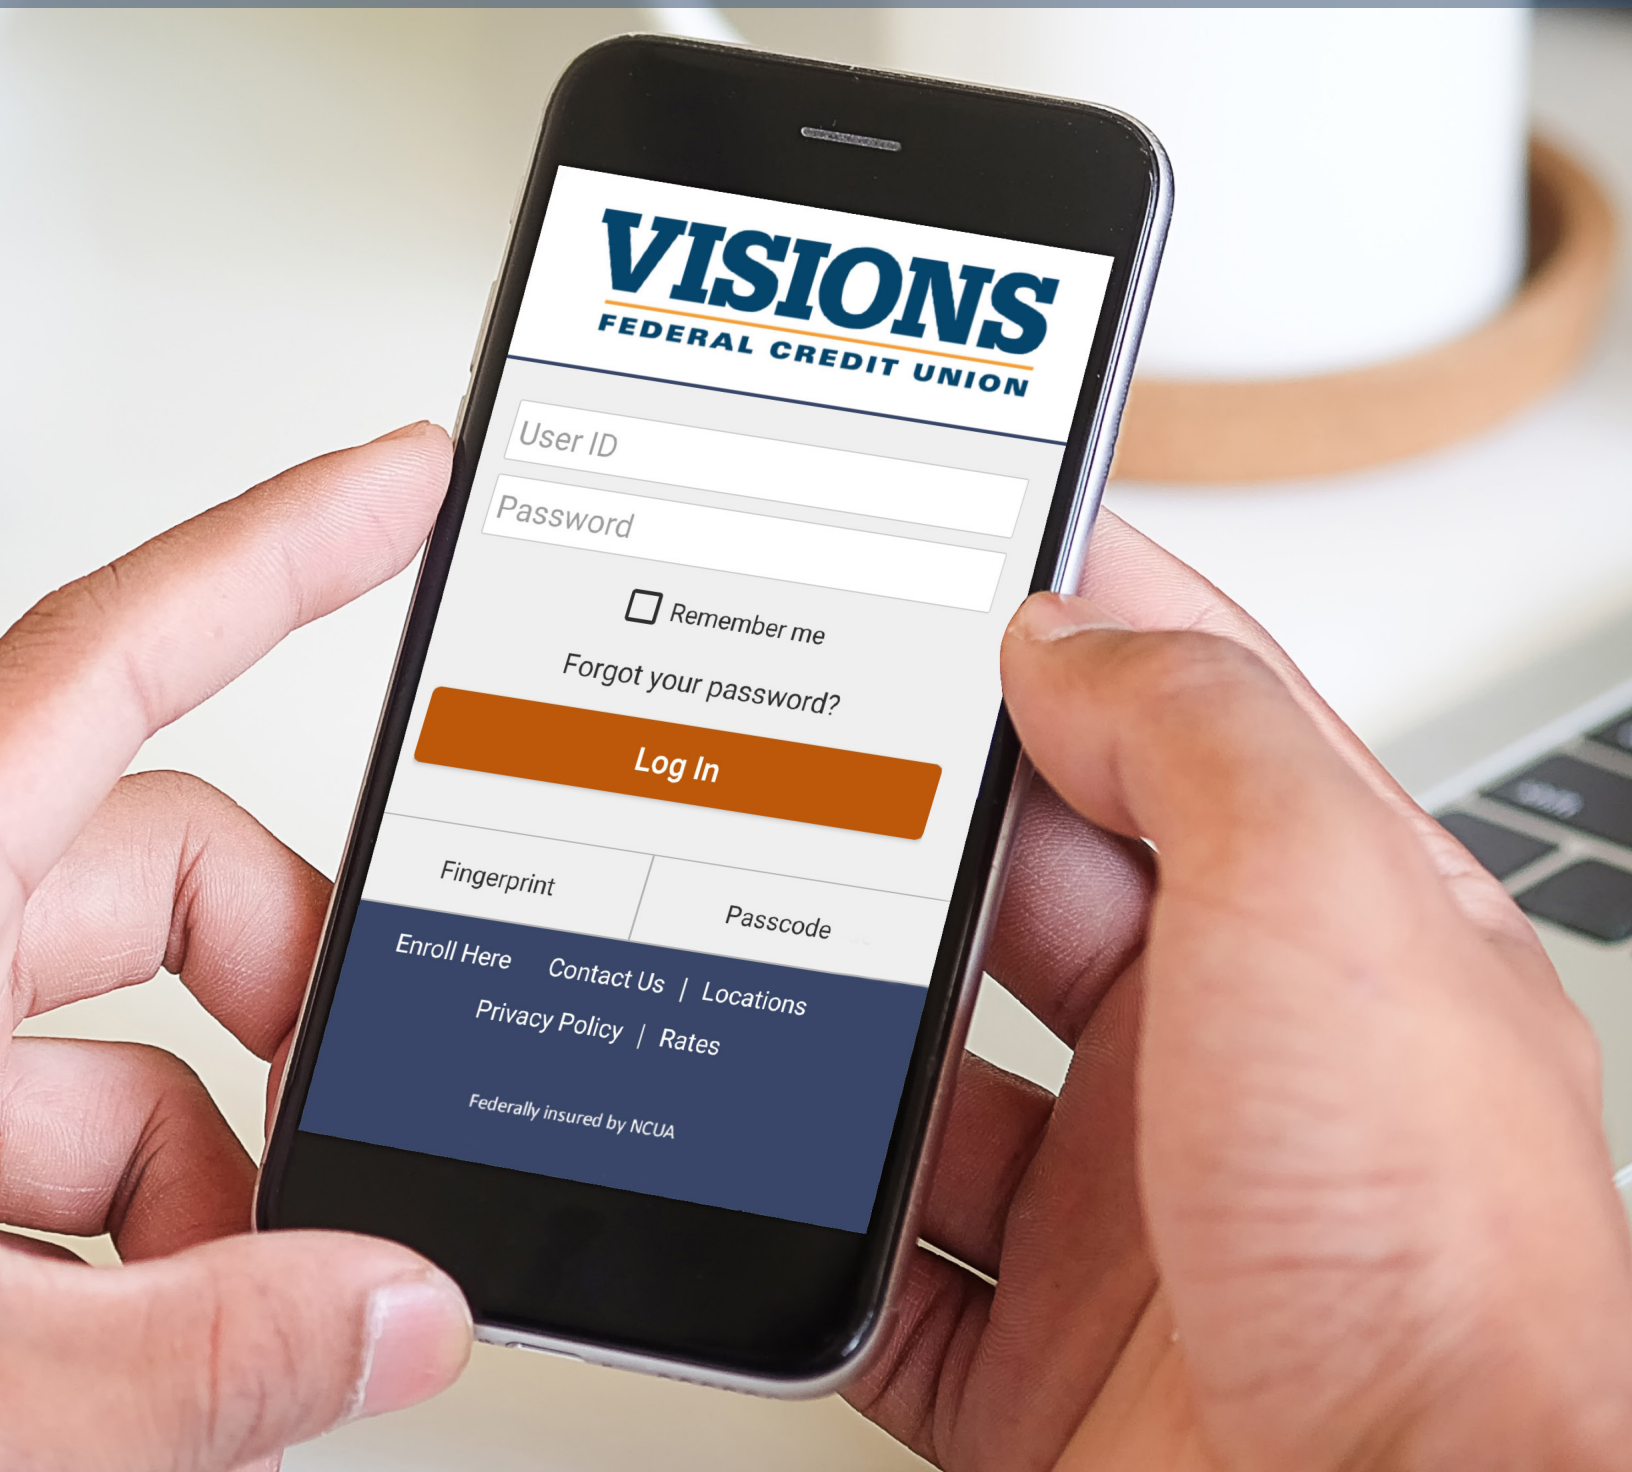 VISIONS
FEDERAL CREDIT UNION
User ID
Password
Remember me
Forgot your password?
Log In
Fingerprint
Passcode
Enroll Here Contact Us | Locations
Privacy Policy | Rates
Federally insured by NCUA